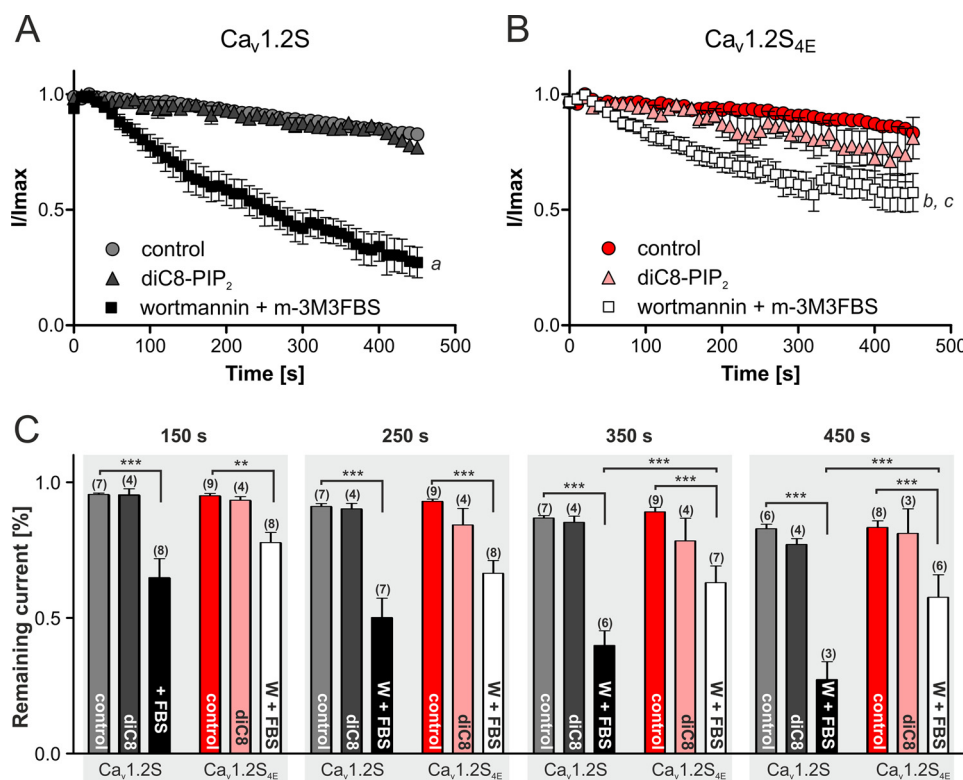 A
Caᵥ1.2S
I/Imax
1.0
0.5
0.0
control
diC8-PIP₂
wortmannin + m-3M3FBS
a
0
100
200
300
400
500
Time [s]
B
Caᵥ1.2S₄E
I/Imax
1.0
0.5
0.0
control
diC8-PIP₂
wortmannin + m-3M3FBS
b, c
0
100
200
300
400
500
Time [s]
C
Remaining current [%]
1.0
0.5
0.0
150 s
*** **
(7) (4) (8) (9) (4) (8)
control diC8 + FBS control diC8 W + FBS
Caᵥ1.2S Caᵥ1.2S₄E
250 s
*** ***
(7) (4) (7) (9) (4) (8)
control diC8 W + FBS control diC8 W + FBS
Caᵥ1.2S Caᵥ1.2S₄E
350 s
***
*** ***
(7) (4) (6) (9) (4) (7)
control diC8 W + FBS control diC8 W + FBS
Caᵥ1.2S Caᵥ1.2S₄E
450 s
***
*** ***
(6) (4) (3) (8) (3) (6)
control diC8 W + FBS control diC8 W + FBS
Caᵥ1.2S Caᵥ1.2S₄E